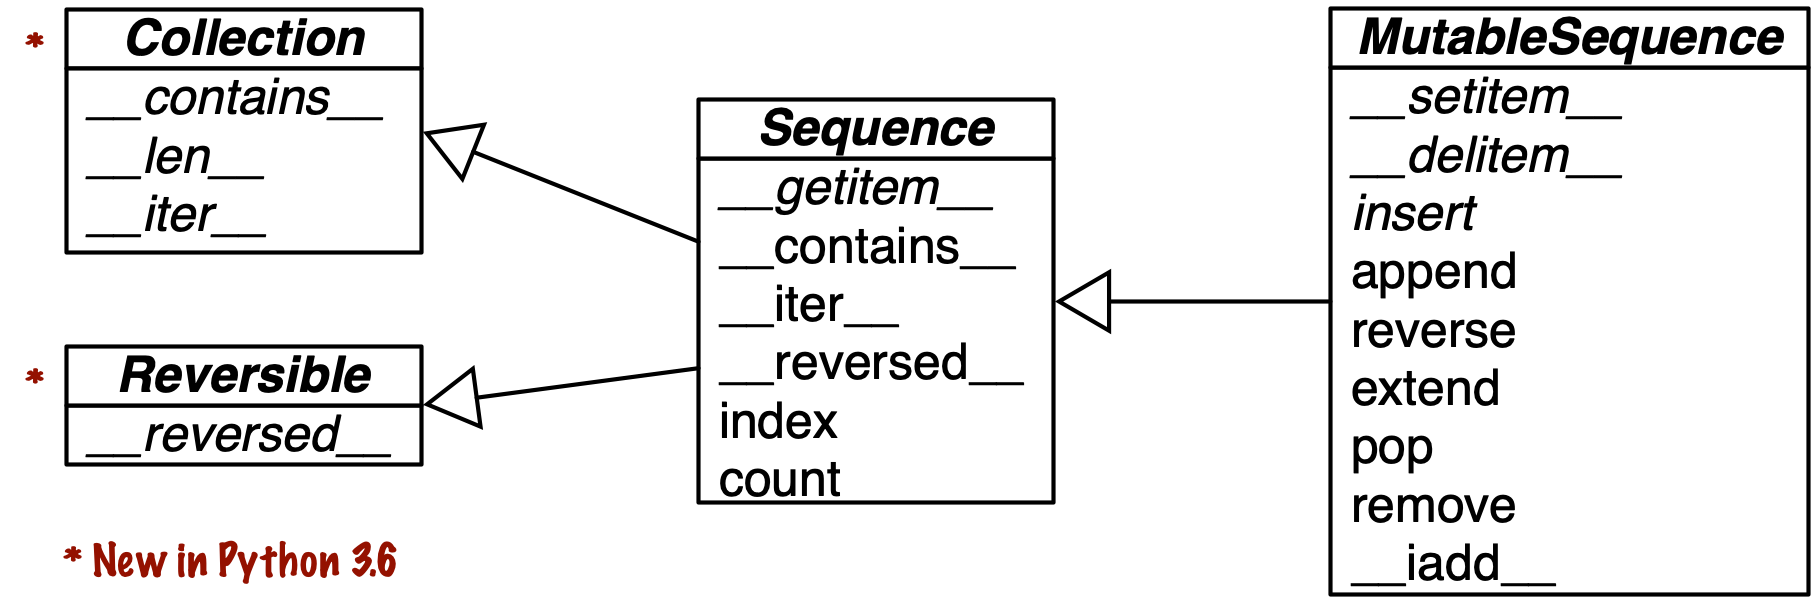 * Collection
__contains__
__len__
__iter__
* Reversible
__reversed__
* New in Python 3.6
Sequence
__getitem__
__contains__
__iter__
__reversed__
index
count
MutableSequence
__setitem__
__delitem__
insert
append
reverse
extend
pop
remove
__iadd__